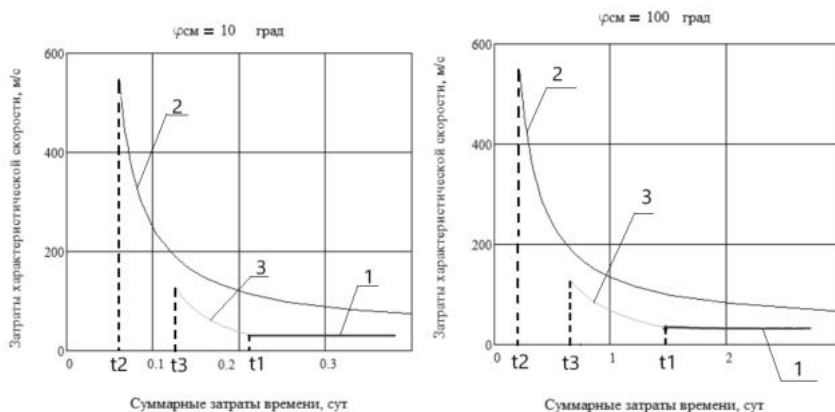 φсм = 10 град
Затраты характеристической скорости, м/с
600
400
200
0
2
3
1
0 t2 0.1 t3 0.2 t1 0.3
Суммарные затраты времени, сут
φсм = 100 град
Затраты характеристической скорости, м/с
600
400
200
0
2
3
1
0 t2 t3 1 t1 2
Суммарные затраты времени, сут